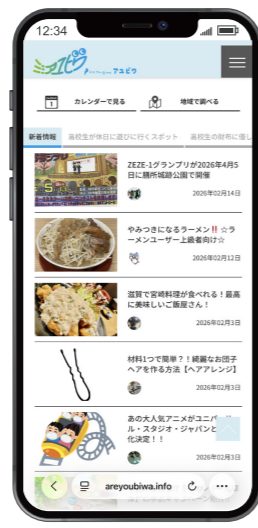 12:34
アユビワ
カレンダーで見る
地域で調べる
新着情報
高校生が休日に遊びに行くスポット
高校生の財布に優し
ZEZE-1グランプリが2026年4月5
日に膳所城跡公園で開催
2026年02月14日
やみつきになるラーメン‼️☆ラ
ーメンユーザー上級者向け☆
2026年02月12日
滋賀で宮崎料理が食べれる！最高
に美味しいご飯屋さん！
2026年02月3日
材料1つで簡単？！綺麗なお団子
ヘアを作る方法【ヘアアレンジ】
2026年02月3日
あの大人気アニメがユニバーサ
ル・スタジオ・ジャパンと
化決定！！
2026年02月3日
areyoubiwa.info